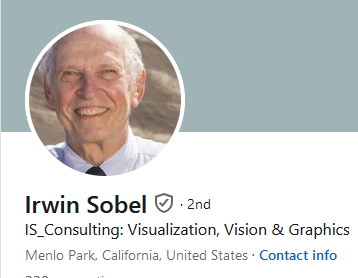 Irwin Sobel · 2nd
IS_Consulting: Visualization, Vision & Graphics
Menlo Park, California, United States · Contact info